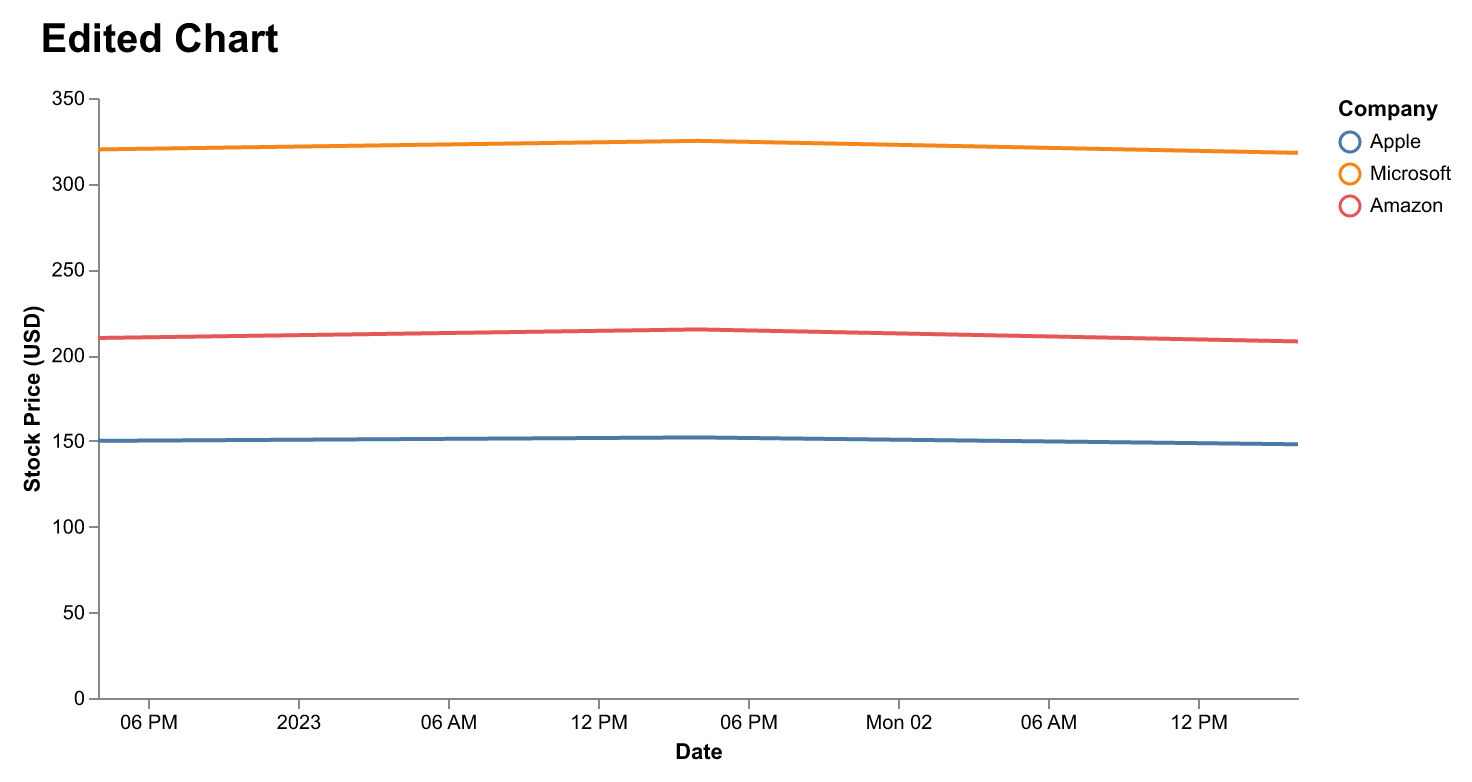 Edited Chart
350
300
250
200
150
100
50
0
Stock Price (USD)
06 PM 2023 06 AM 12 PM 06 PM Mon 02 06 AM 12 PM
Date
Company
Apple
Microsoft
Amazon